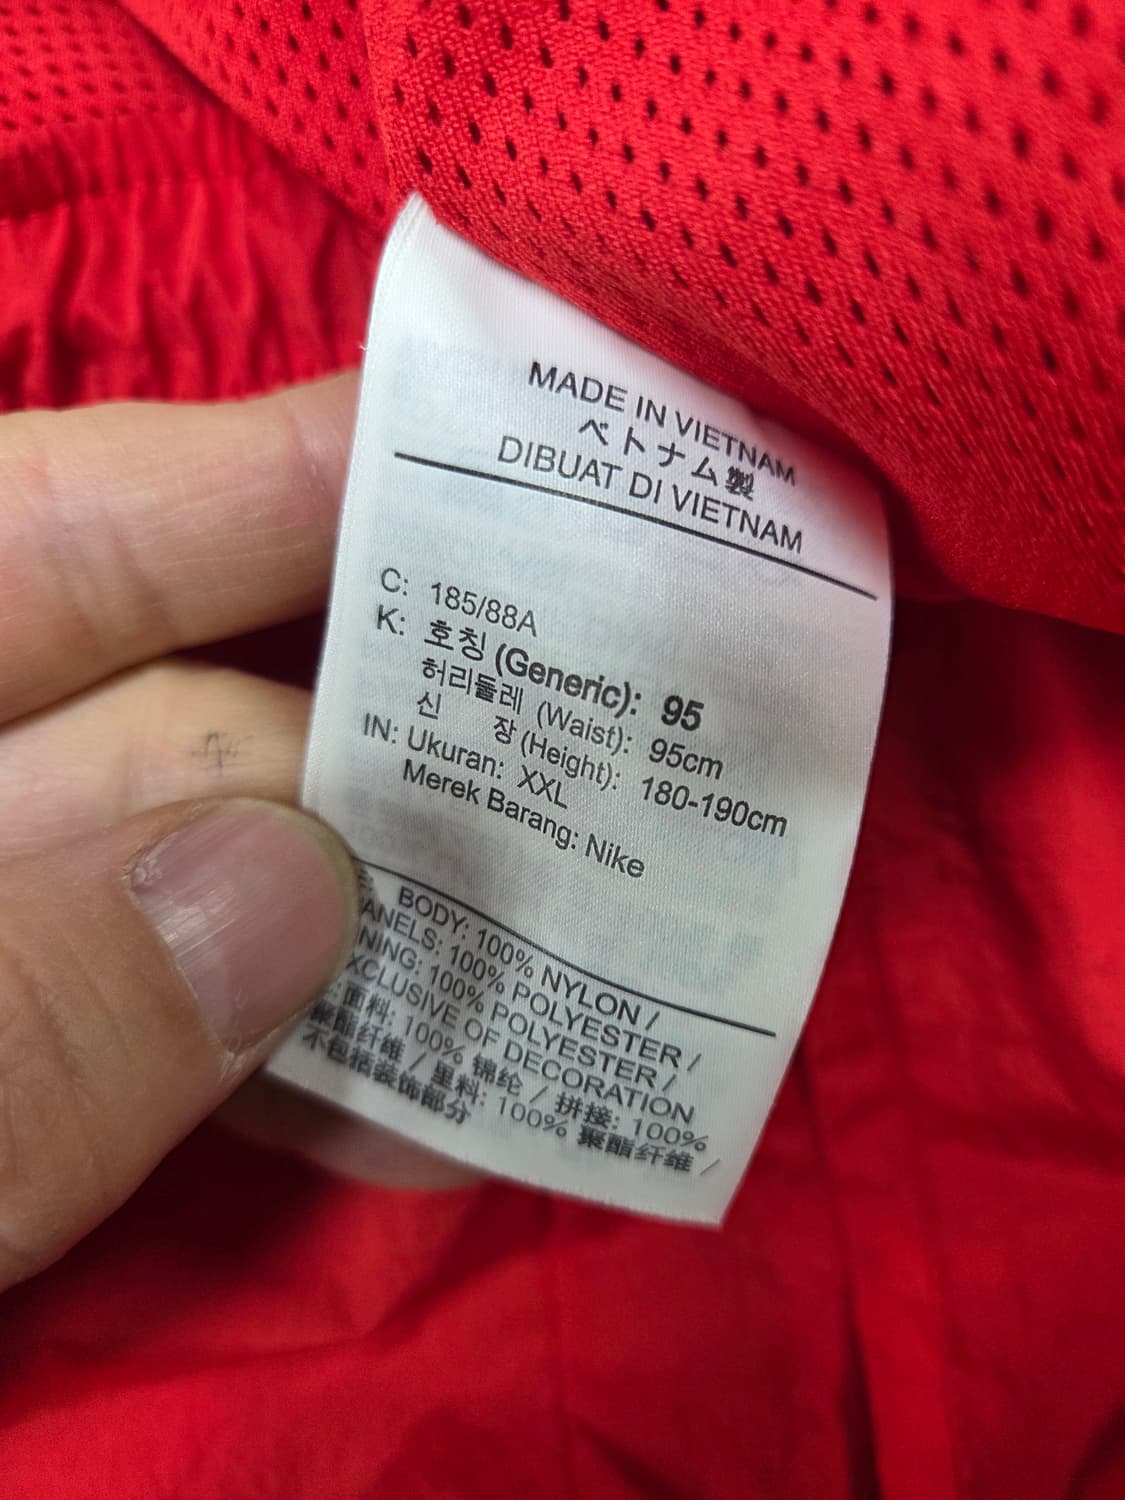 MADE IN VIETNAM
ベトナム製
DIBUAT DI VIETNAM
C: 185/88A
K: 호칭 (Generic): 95
허리둘레 (Waist): 95cm
신 장 (Height): 180-190cm
IN: Ukuran: XXL
Merek Barang: Nike
BODY: 100% NYLON /
ANELS: 100% POLYESTER /
NING: 100% POLYESTER /
XCLUSIVE OF DECORATION
: 面料: 100% 锦纶 / 拼接: 100%
聚酯纤维 / 里料: 100% 聚酯纤维 /
不包括装饰部分